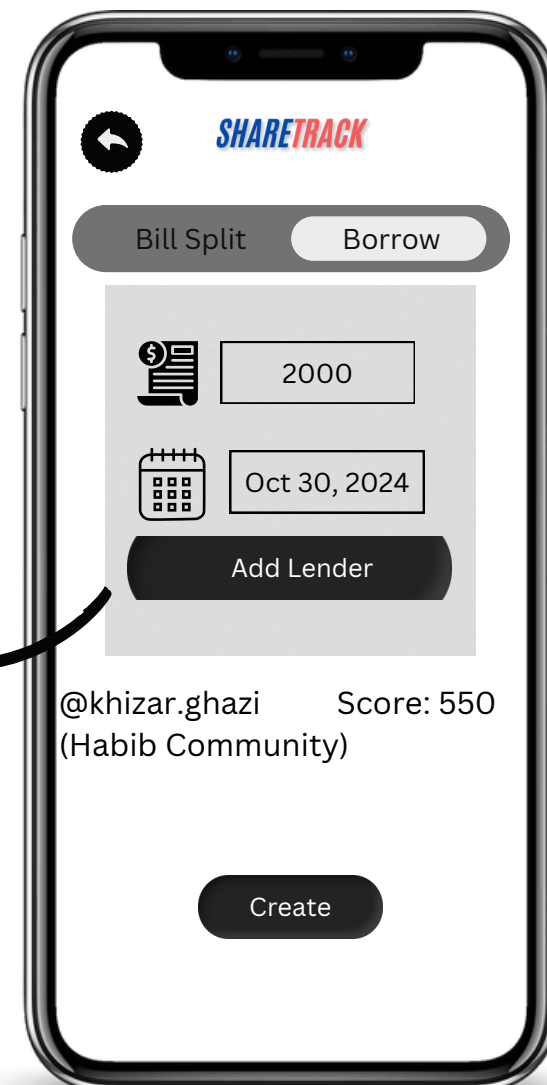 SHARETRACK
Bill Split Borrow
2000
Oct 30, 2024
Add Lender
@khizar.ghazi Score: 550
(Habib Community)
Create